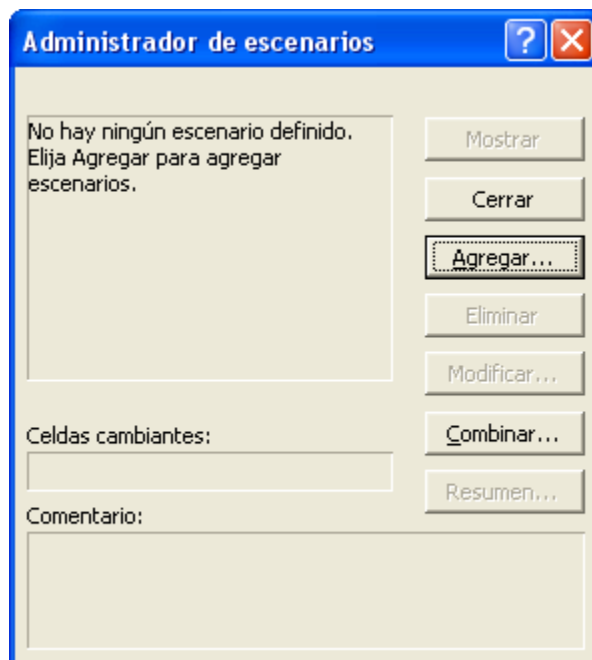 Administrador de escenarios
No hay ningún escenario definido.
Elija Agregar para agregar
escenarios.
Mostrar
Cerrar
Agregar...
Eliminar
Modificar...
Celdas cambiantes:
Combinar...
Resumen...
Comentario: